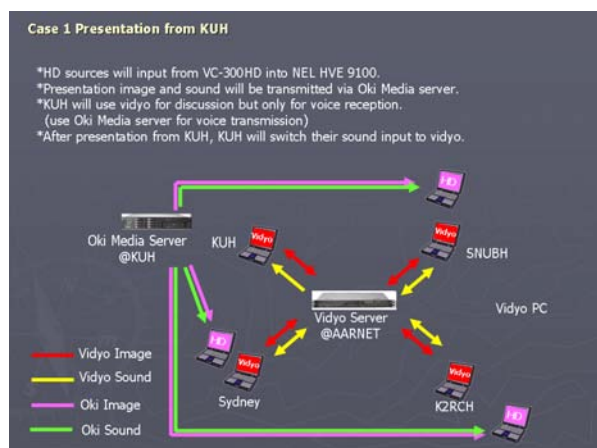 Case 1 Presentation from KUH
*HD sources will input from VC-300HD into NEL HVE 9100.
*Presentation image and sound will be transmitted via Oki Media server.
*KUH will use vidyo for discussion but only for voice reception.
(use Oki Media server for voice transmission)
*After presentation from KUH, KUH will switch their sound input to vidyo.
HD
Oki Media Server
@KUH
KUH
Vidyo
Vidyo
SNUBH
Vidyo Server
@AARNET
Vidyo PC
HD
Vidyo
Sydney
Vidyo
K2RCH
HD
Vidyo Image
Vidyo Sound
Oki Image
Oki Sound